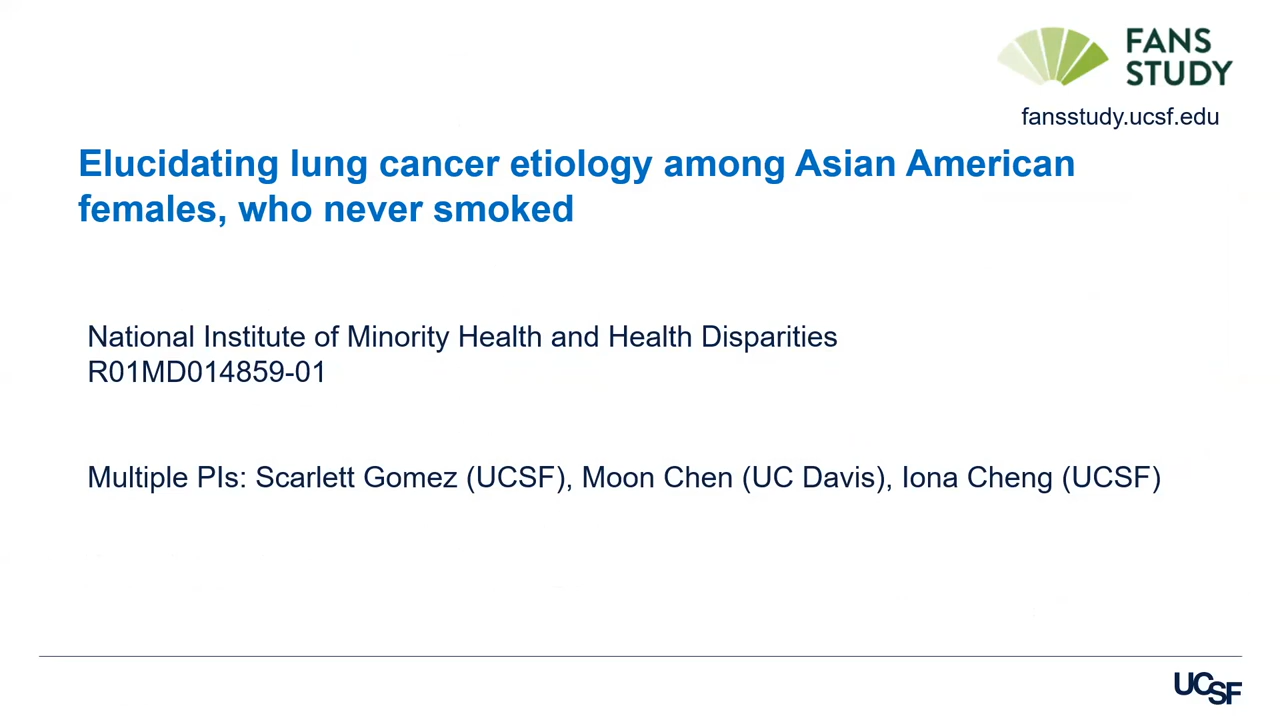 FANS
STUDY
fansstudy.ucsf.edu
Elucidating lung cancer etiology among Asian American
females, who never smoked
National Institute of Minority Health and Health Disparities
R01MD014859-01
Multiple PIs: Scarlett Gomez (UCSF), Moon Chen (UC Davis), Iona Cheng (UCSF)
UCSF